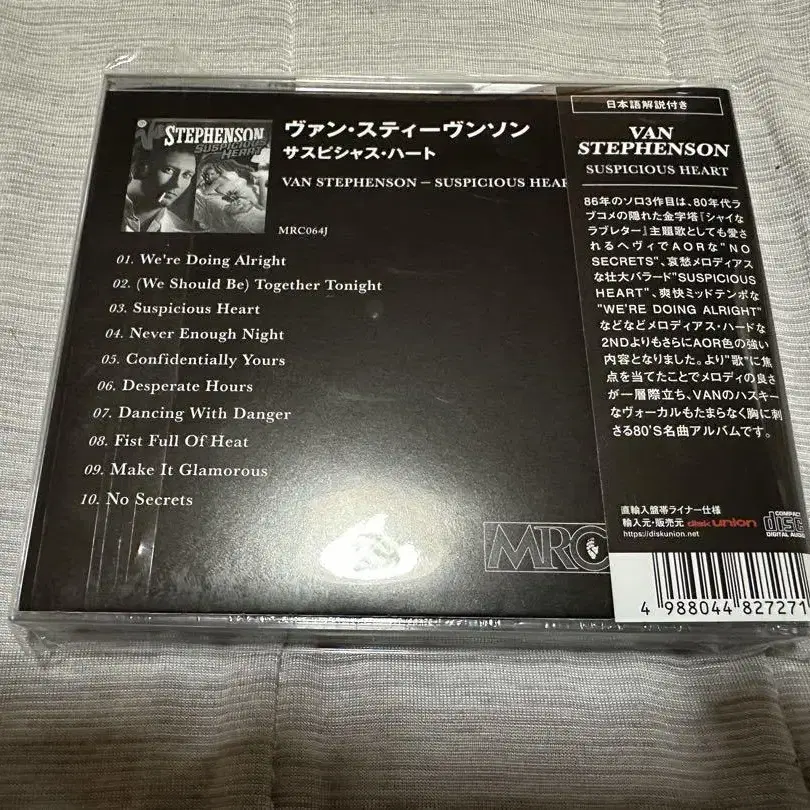 STEPHENSON
SUSPICIOUS
HEART
ヴァン・スティーヴンソン
サスピシャス・ハート
VAN STEPHENSON – SUSPICIOUS HEAR
MRC064J
01. We're Doing Alright
02. (We Should Be) Together Tonight
03. Suspicious Heart
04. Never Enough Night
05. Confidentially Yours
06. Desperate Hours
07. Dancing With Danger
08. Fist Full Of Heat
09. Make It Glamorous
10. No Secrets
MRC
日本語解説付き
VAN
STEPHENSON
SUSPICIOUS HEART
86年のソロ3作目は、80年代ラ
ブコメの隠れた金字塔『シャイな
ラブレター』主題歌としても愛さ
れるヘヴィでAORな"NO
SECRETS"、哀愁メロディアス
な壮大バラード"SUSPICIOUS
HEART"、爽快ミッドテンポな
"WE'RE DOING ALRIGHT"
などなどメロディアス・ハードな
2NDよりもさらにAOR色の強い
内容となりました。より"歌"に焦
点を当てたことでメロディの良さ
が一層際立ち、VANのハスキー
なヴォーカルもたまらなく胸に刺
さる80'S名曲アルバムです。
直輸入盤帯ライナー仕様
輸入元・販売元 disk union
https://diskunion.net
COMPACT
disc
DIGITAL AUDIO
4 988044 827271